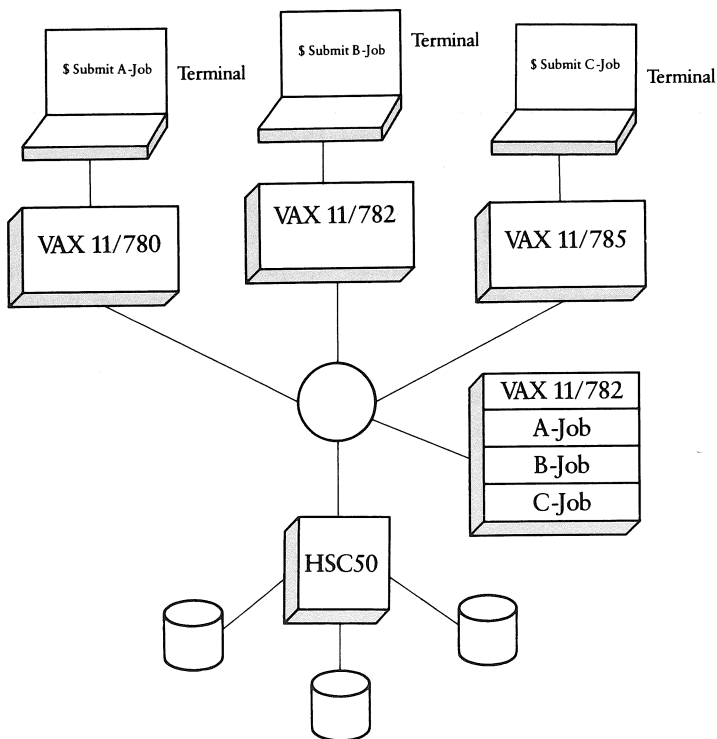 $ Submit A-Job
Terminal
$ Submit B-Job
Terminal
$ Submit C-Job
Terminal
VAX 11/780
VAX 11/782
VAX 11/785
VAX 11/782
A-Job
B-Job
C-Job
HSC50